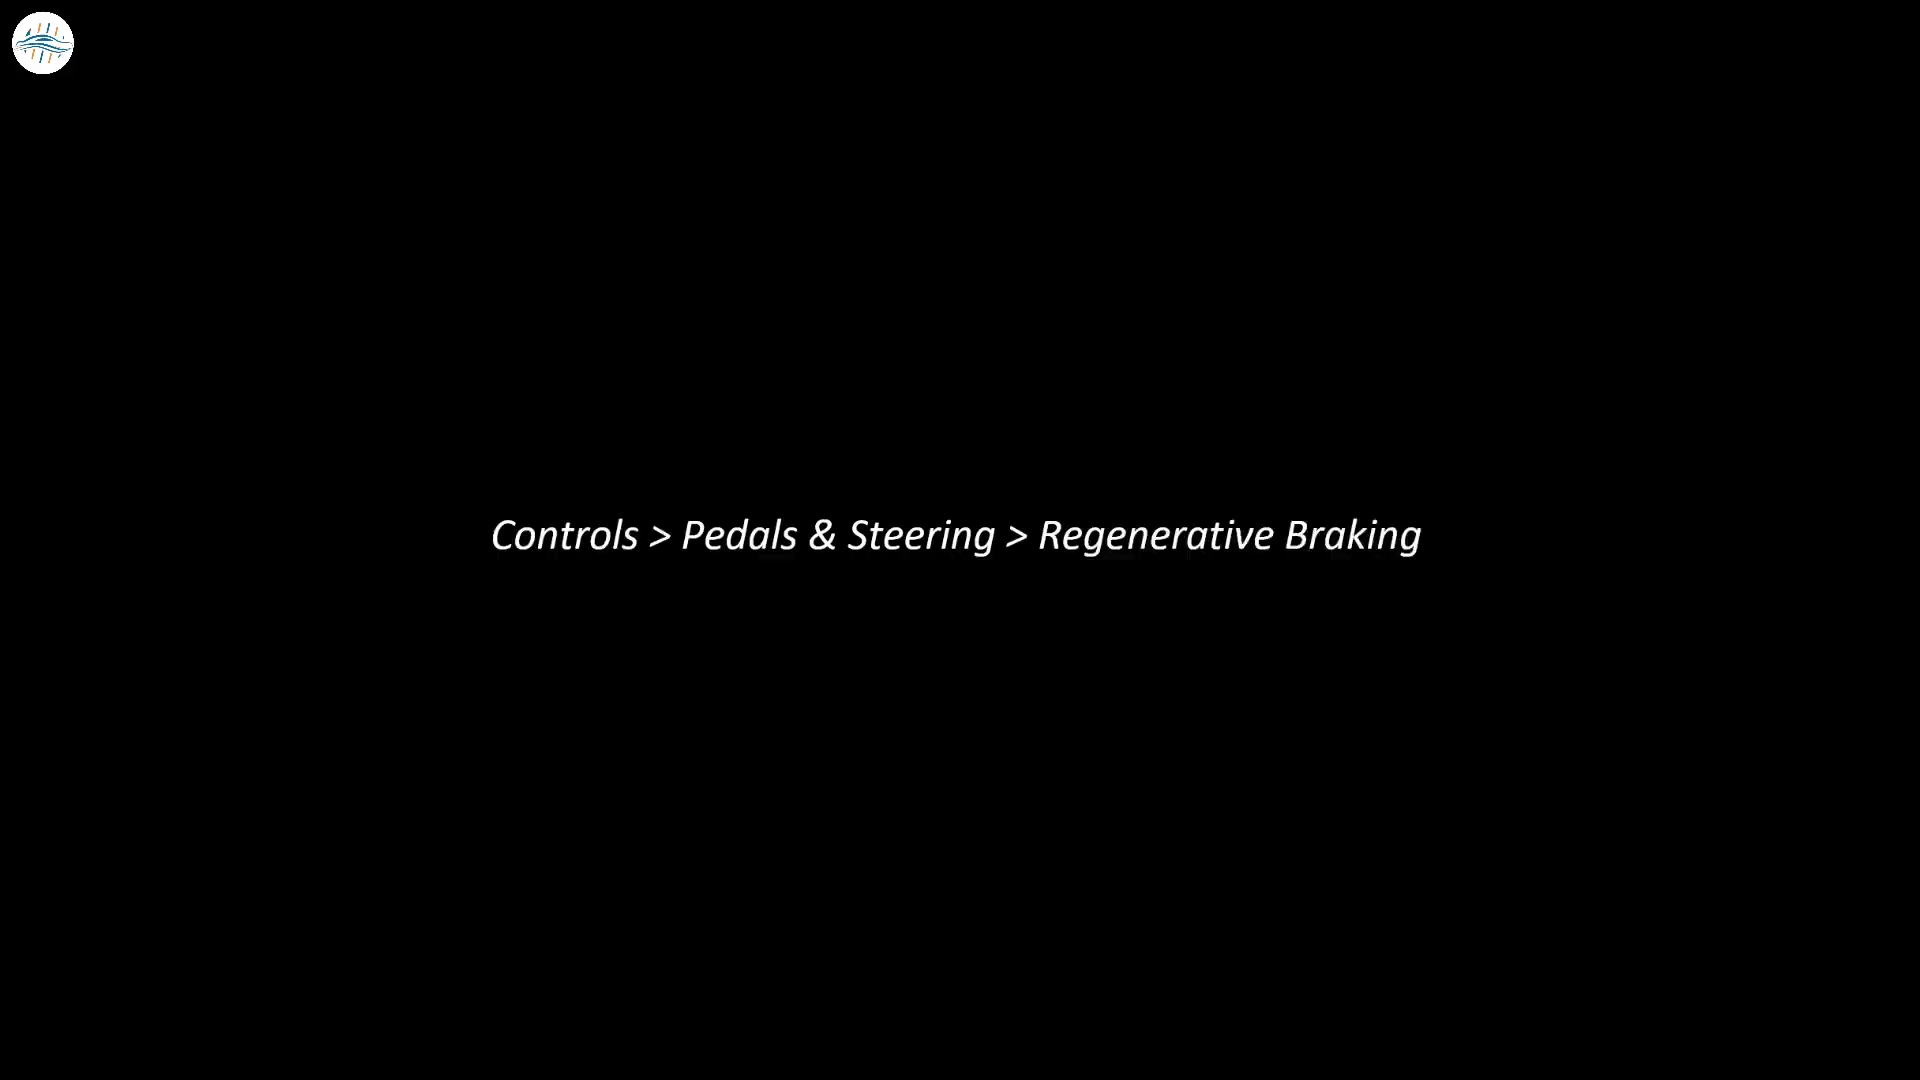 Controls > Pedals & Steering > Regenerative Braking